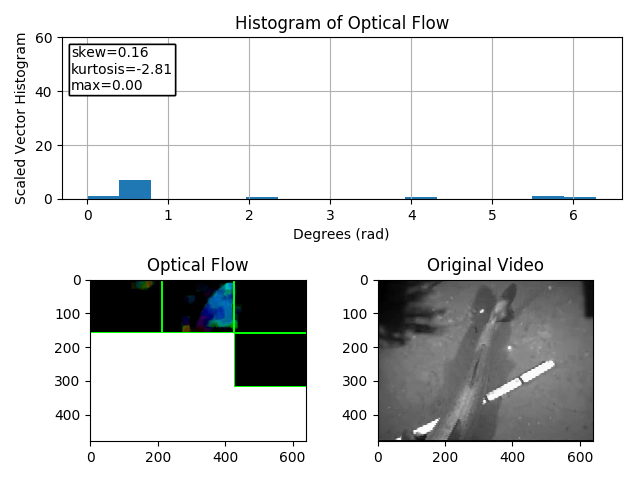 Histogram of Optical Flow
Scaled Vector Histogram
60
40
20
0
skew=0.16
kurtosis=-2.81
max=0.00
0 1 2 3 4 5 6
Degrees (rad)
Optical Flow
0
100
200
300
400
0 200 400 600
Original Video
0
100
200
300
400
0 200 400 600